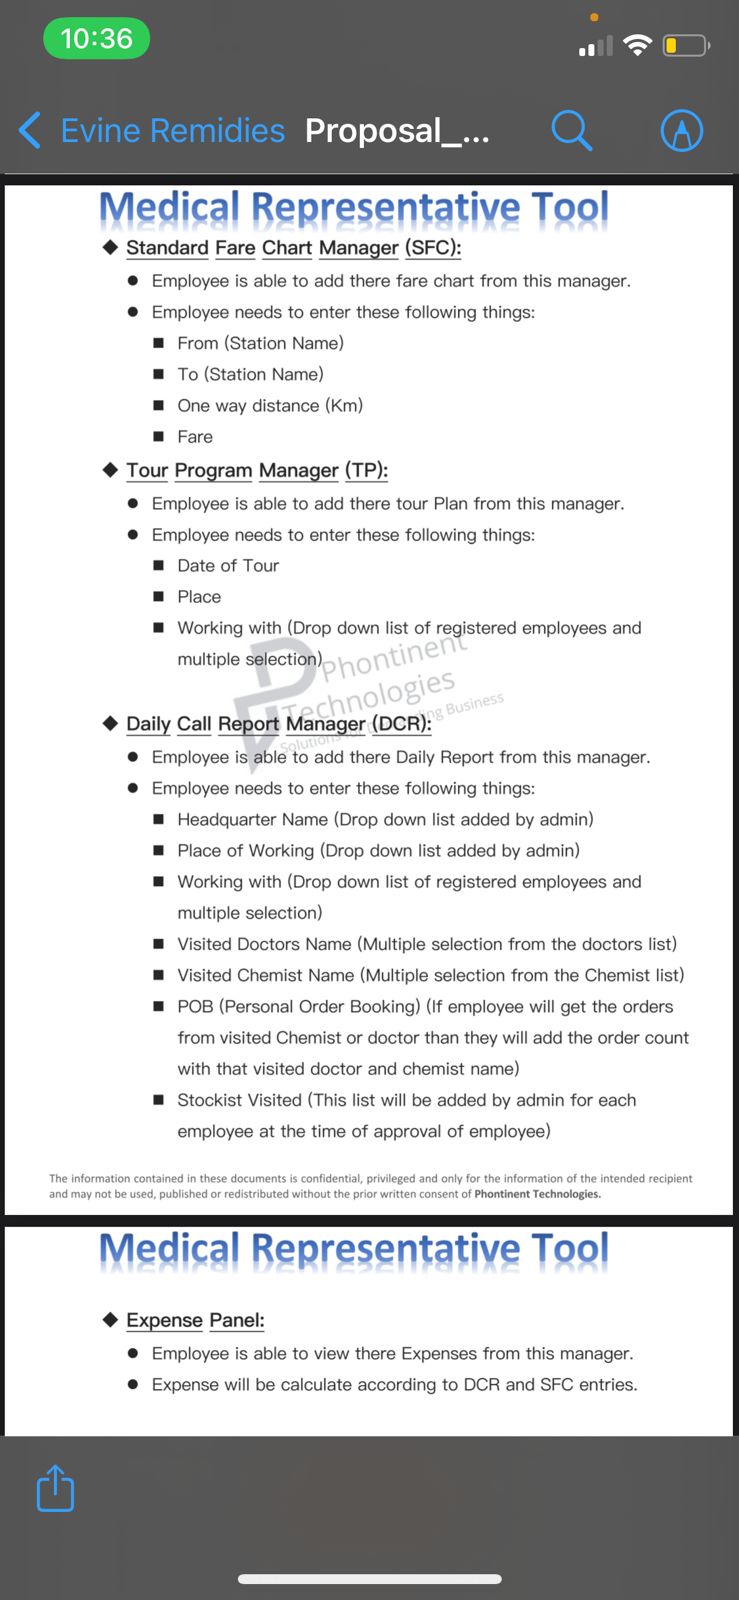 10:36
Evine Remidies Proposal_...
Medical Representative Tool
◆ Standard Fare Chart Manager (SFC):
● Employee is able to add there fare chart from this manager.
● Employee needs to enter these following things:
■ From (Station Name)
■ To (Station Name)
■ One way distance (Km)
■ Fare
◆ Tour Program Manager (TP):
● Employee is able to add there tour Plan from this manager.
● Employee needs to enter these following things:
■ Date of Tour
■ Place
■ Working with (Drop down list of registered employees and
multiple selection)
Phontinent
Technologies
◆ Daily Call Report Manager (DCR):
● Employee is able to add there Daily Report from this manager.
● Employee needs to enter these following things:
■ Headquarter Name (Drop down list added by admin)
■ Place of Working (Drop down list added by admin)
■ Working with (Drop down list of registered employees and
multiple selection)
■ Visited Doctors Name (Multiple selection from the doctors list)
■ Visited Chemist Name (Multiple selection from the Chemist list)
■ POB (Personal Order Booking) (If employee will get the orders
from visited Chemist or doctor than they will add the order count
with that visited doctor and chemist name)
■ Stockist Visited (This list will be added by admin for each
employee at the time of approval of employee)
The information contained in these documents is confidential, privileged and only for the information of the intended recipient
and may not be used, published or redistributed without the prior written consent of Phontinent Technologies.
Medical Representative Tool
◆ Expense Panel:
● Employee is able to view there Expenses from this manager.
● Expense will be calculate according to DCR and SFC entries.